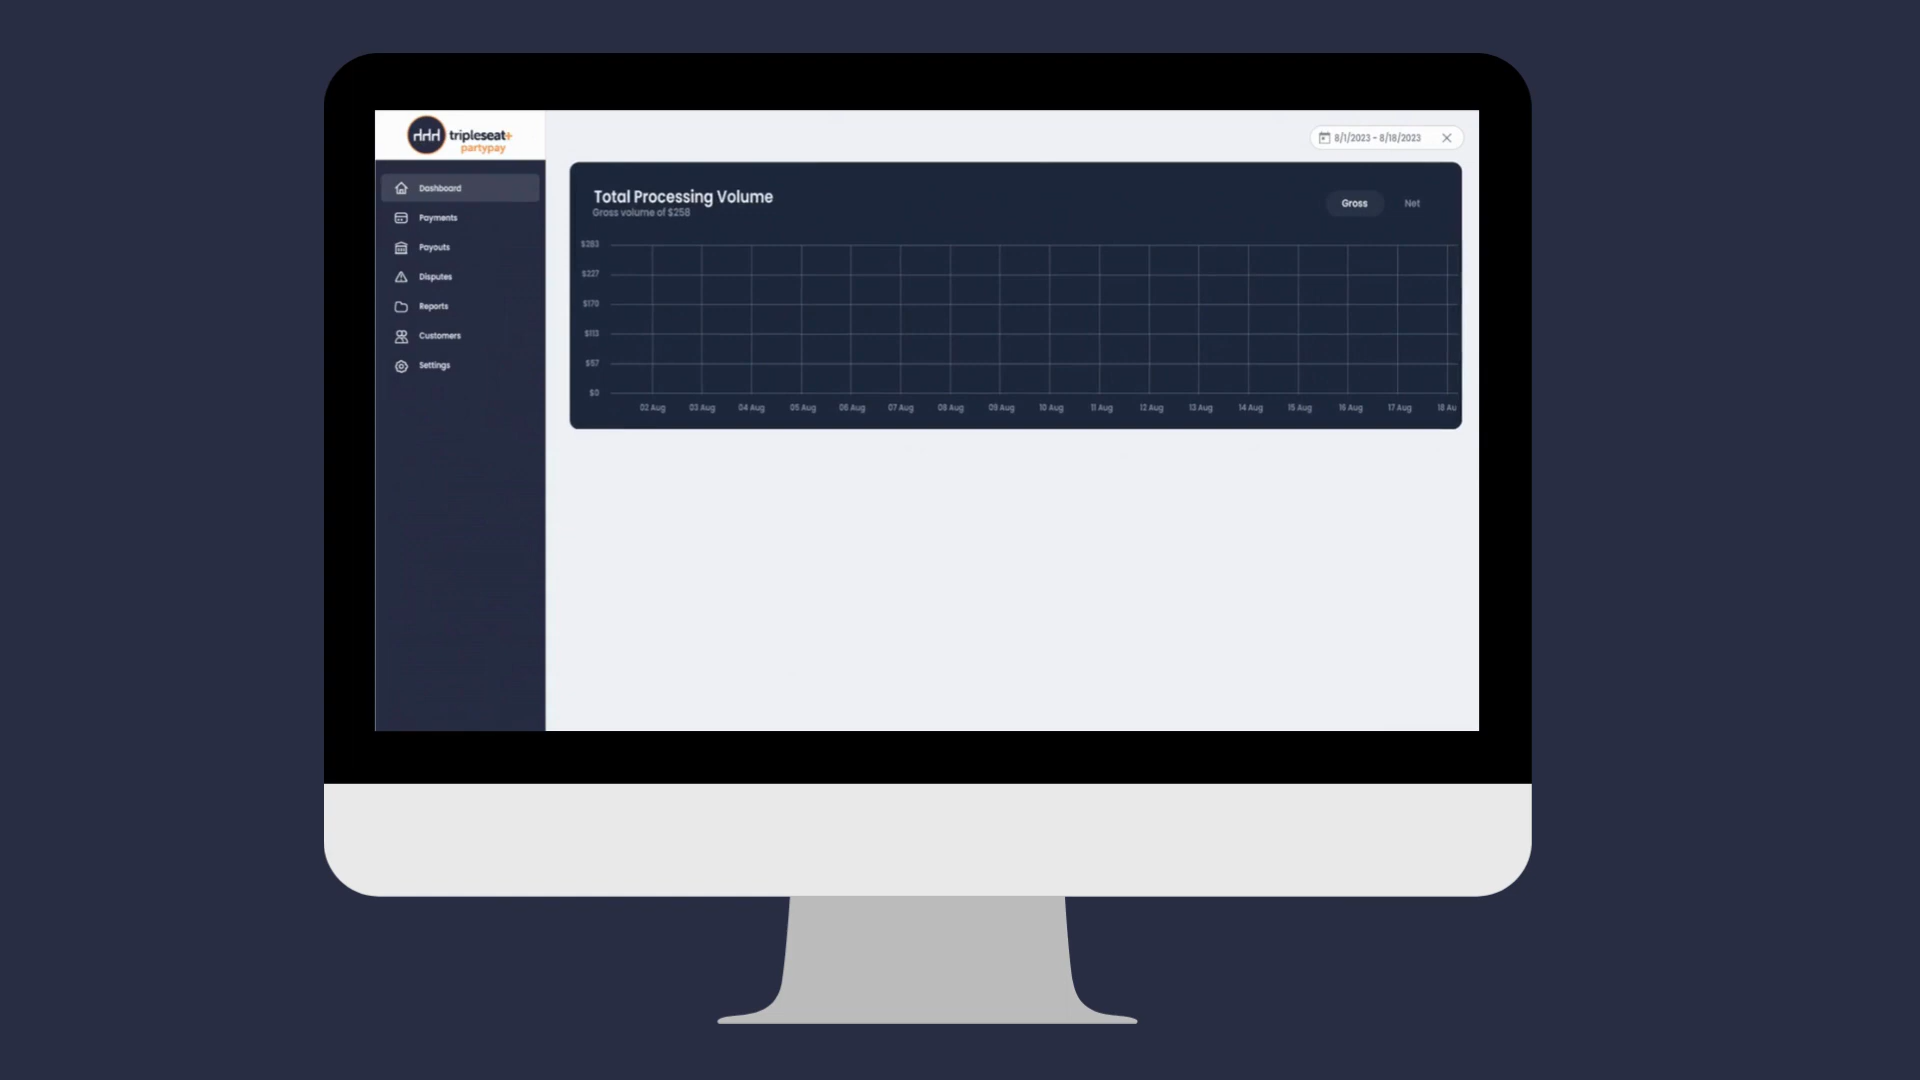 tripleseat+
partypay
8/1/2023 - 8/18/2023
Dashboard
Payments
Payouts
Disputes
Reports
Customers
Settings
Total Processing Volume
Gross volume of $258
Gross
Net
$283
$227
$170
$113
$57
$0
02 Aug 03 Aug 04 Aug 05 Aug 06 Aug 07 Aug 08 Aug 09 Aug 10 Aug 11 Aug 12 Aug 13 Aug 14 Aug 15 Aug 16 Aug 17 Aug 18 Au